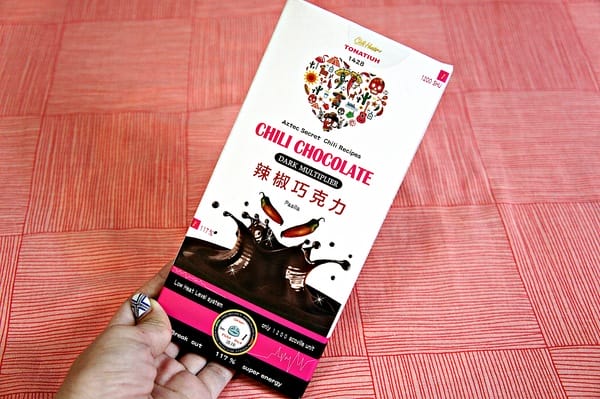 TONATIUH
1428
1200 SHU
Aztec Secret Chili Recipes
CHILI CHOCOLATE
DARK MULTIPLIER
辣椒巧克力
Pasilla
117%
Low Heat Level system
only 1200 scoville unit
Break out 117% super energy